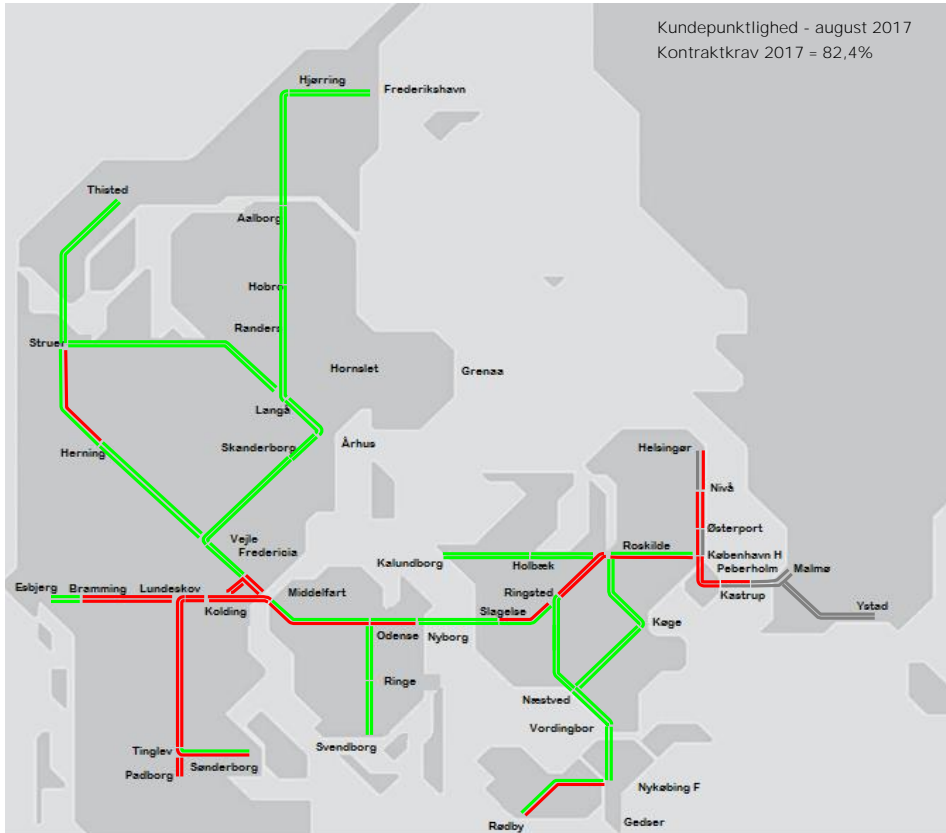 Kundepunktlighed - august 2017
Kontraktkrav 2017 = 82,4%
Hjørring
Frederikshavn
Thisted
Aalborg
Hobro
Randers
Struer
Hornslet
Grenaa
Langå
Skanderborg
Århus
Herning
Helsingør
Nivå
Østerport
Vejle
Fredericia
Roskilde
København H
Kalundborg
Holbæk
Peberholm
Malmø
Esbjerg
Bramming
Lundeskov
Kolding
Middelfart
Ringsted
Kastrup
Slagelse
Ystad
Odense
Nyborg
Køge
Ringe
Næstved
Vordingbor
Svendborg
Tinglev
Sønderborg
Padborg
Nykøbing F
Rødby
Gedser